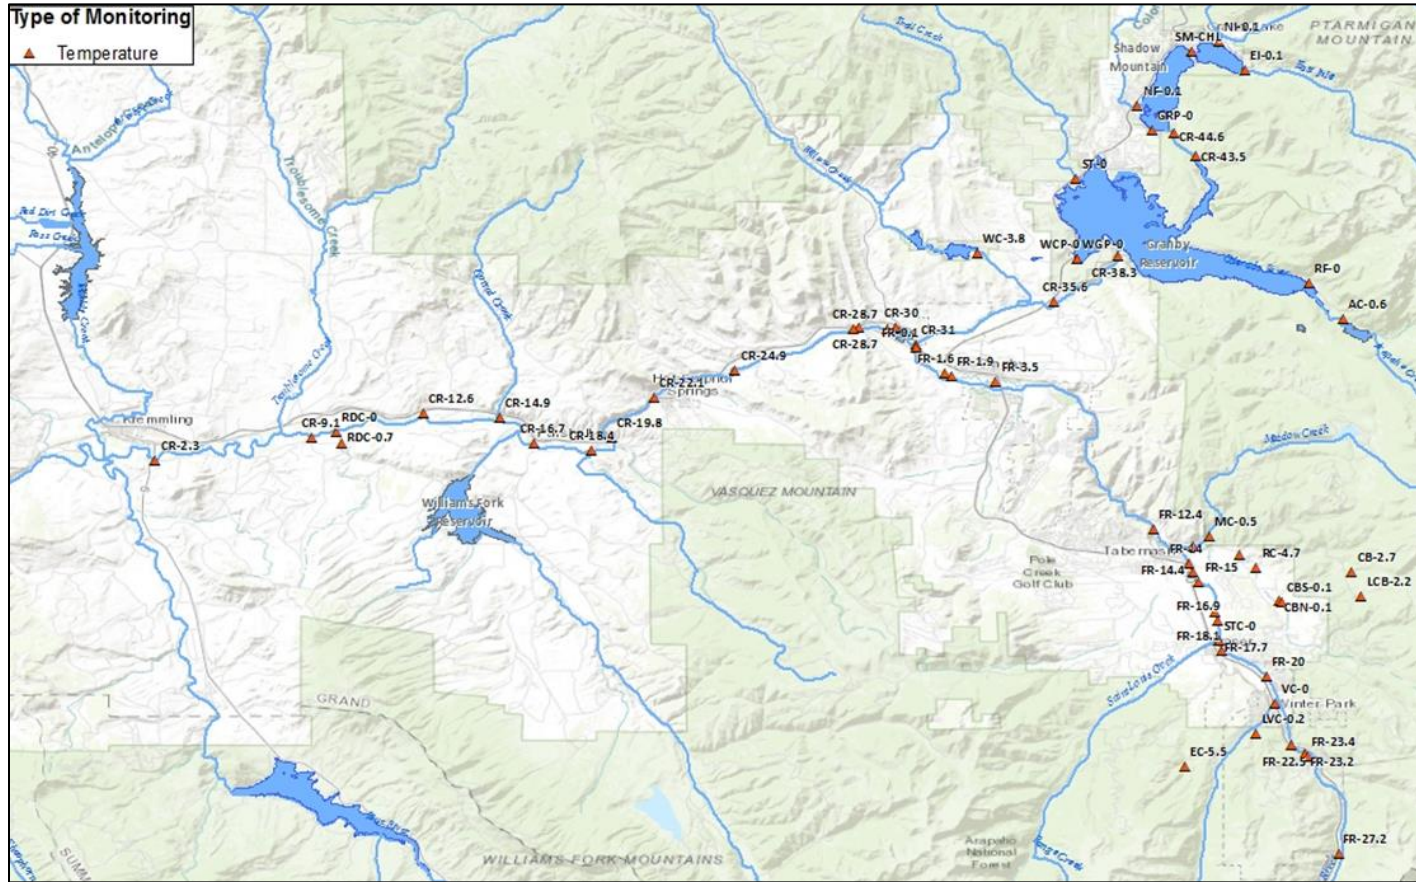 Type of Monitoring
Temperature
NI-0.1
PTARMIGAN
MOUNTAIN
SM-CHL
Shadow
Mountain
EI-0.1
NF-0.1
GRP-0
CR-44.6
CR-43.5
ST-0
Troublesome
Creek
WC-3.8
WCP-0
WGP-0
Granby
Reservoir
CR-38.3
RF-0
CR-35.6
AC-0.6
CR-28.7
CR-30
CR-31
FR-0.1
CR-28.7
FR-1.6
FR-1.9
FR-3.5
CR-24.9
CR-22.1
Springs
CR-12.6
CR-14.9
CR-19.8
Kremmling
CR-9.1
RDC-0
RDC-0.7
CR-16.7
CR-18.4
CR-2.3
Meadow Creek
Williams Fork
Reservoir
VASQUEZ MOUNTAIN
FR-12.4
MC-0.5
Pole
Creek
Golf Club
RC-4.7
CB-2.7
FR-14.4
FR-15
LCB-2.2
CBS-0.1
CBN-0.1
FR-16.9
STC-0
FR-18.1
FR-17.7
FR-20
GRAND
VC-0
Winter Park
LVC-0.2
EC-5.5
FR-23.4
FR-22.5
FR-23.2
Arapaho
National
Forest
FR-27.2
WILLIAMS FORK MOUNTAINS